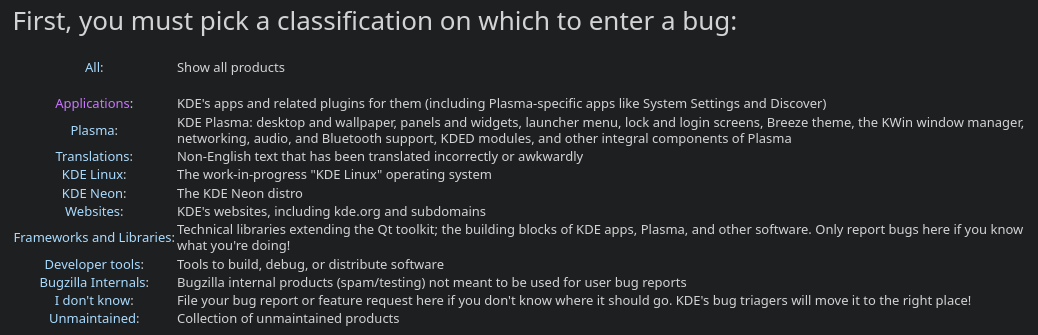 First, you must pick a classification on which to enter a bug:
All: Show all products
Applications: KDE's apps and related plugins for them (including Plasma-specific apps like System Settings and Discover)
Plasma: KDE Plasma: desktop and wallpaper, panels and widgets, launcher menu, lock and login screens, Breeze theme, the KWin window manager,
networking, audio, and Bluetooth support, KDED modules, and other integral components of Plasma
Translations: Non-English text that has been translated incorrectly or awkwardly
KDE Linux: The work-in-progress "KDE Linux" operating system
KDE Neon: The KDE Neon distro
Websites: KDE's websites, including kde.org and subdomains
Frameworks and Libraries: Technical libraries extending the Qt toolkit; the building blocks of KDE apps, Plasma, and other software. Only report bugs here if you know
what you're doing!
Developer tools: Tools to build, debug, or distribute software
Bugzilla Internals: Bugzilla internal products (spam/testing) not meant to be used for user bug reports
I don't know: File your bug report or feature request here if you don't know where it should go. KDE's bug triagers will move it to the right place!
Unmaintained: Collection of unmaintained products